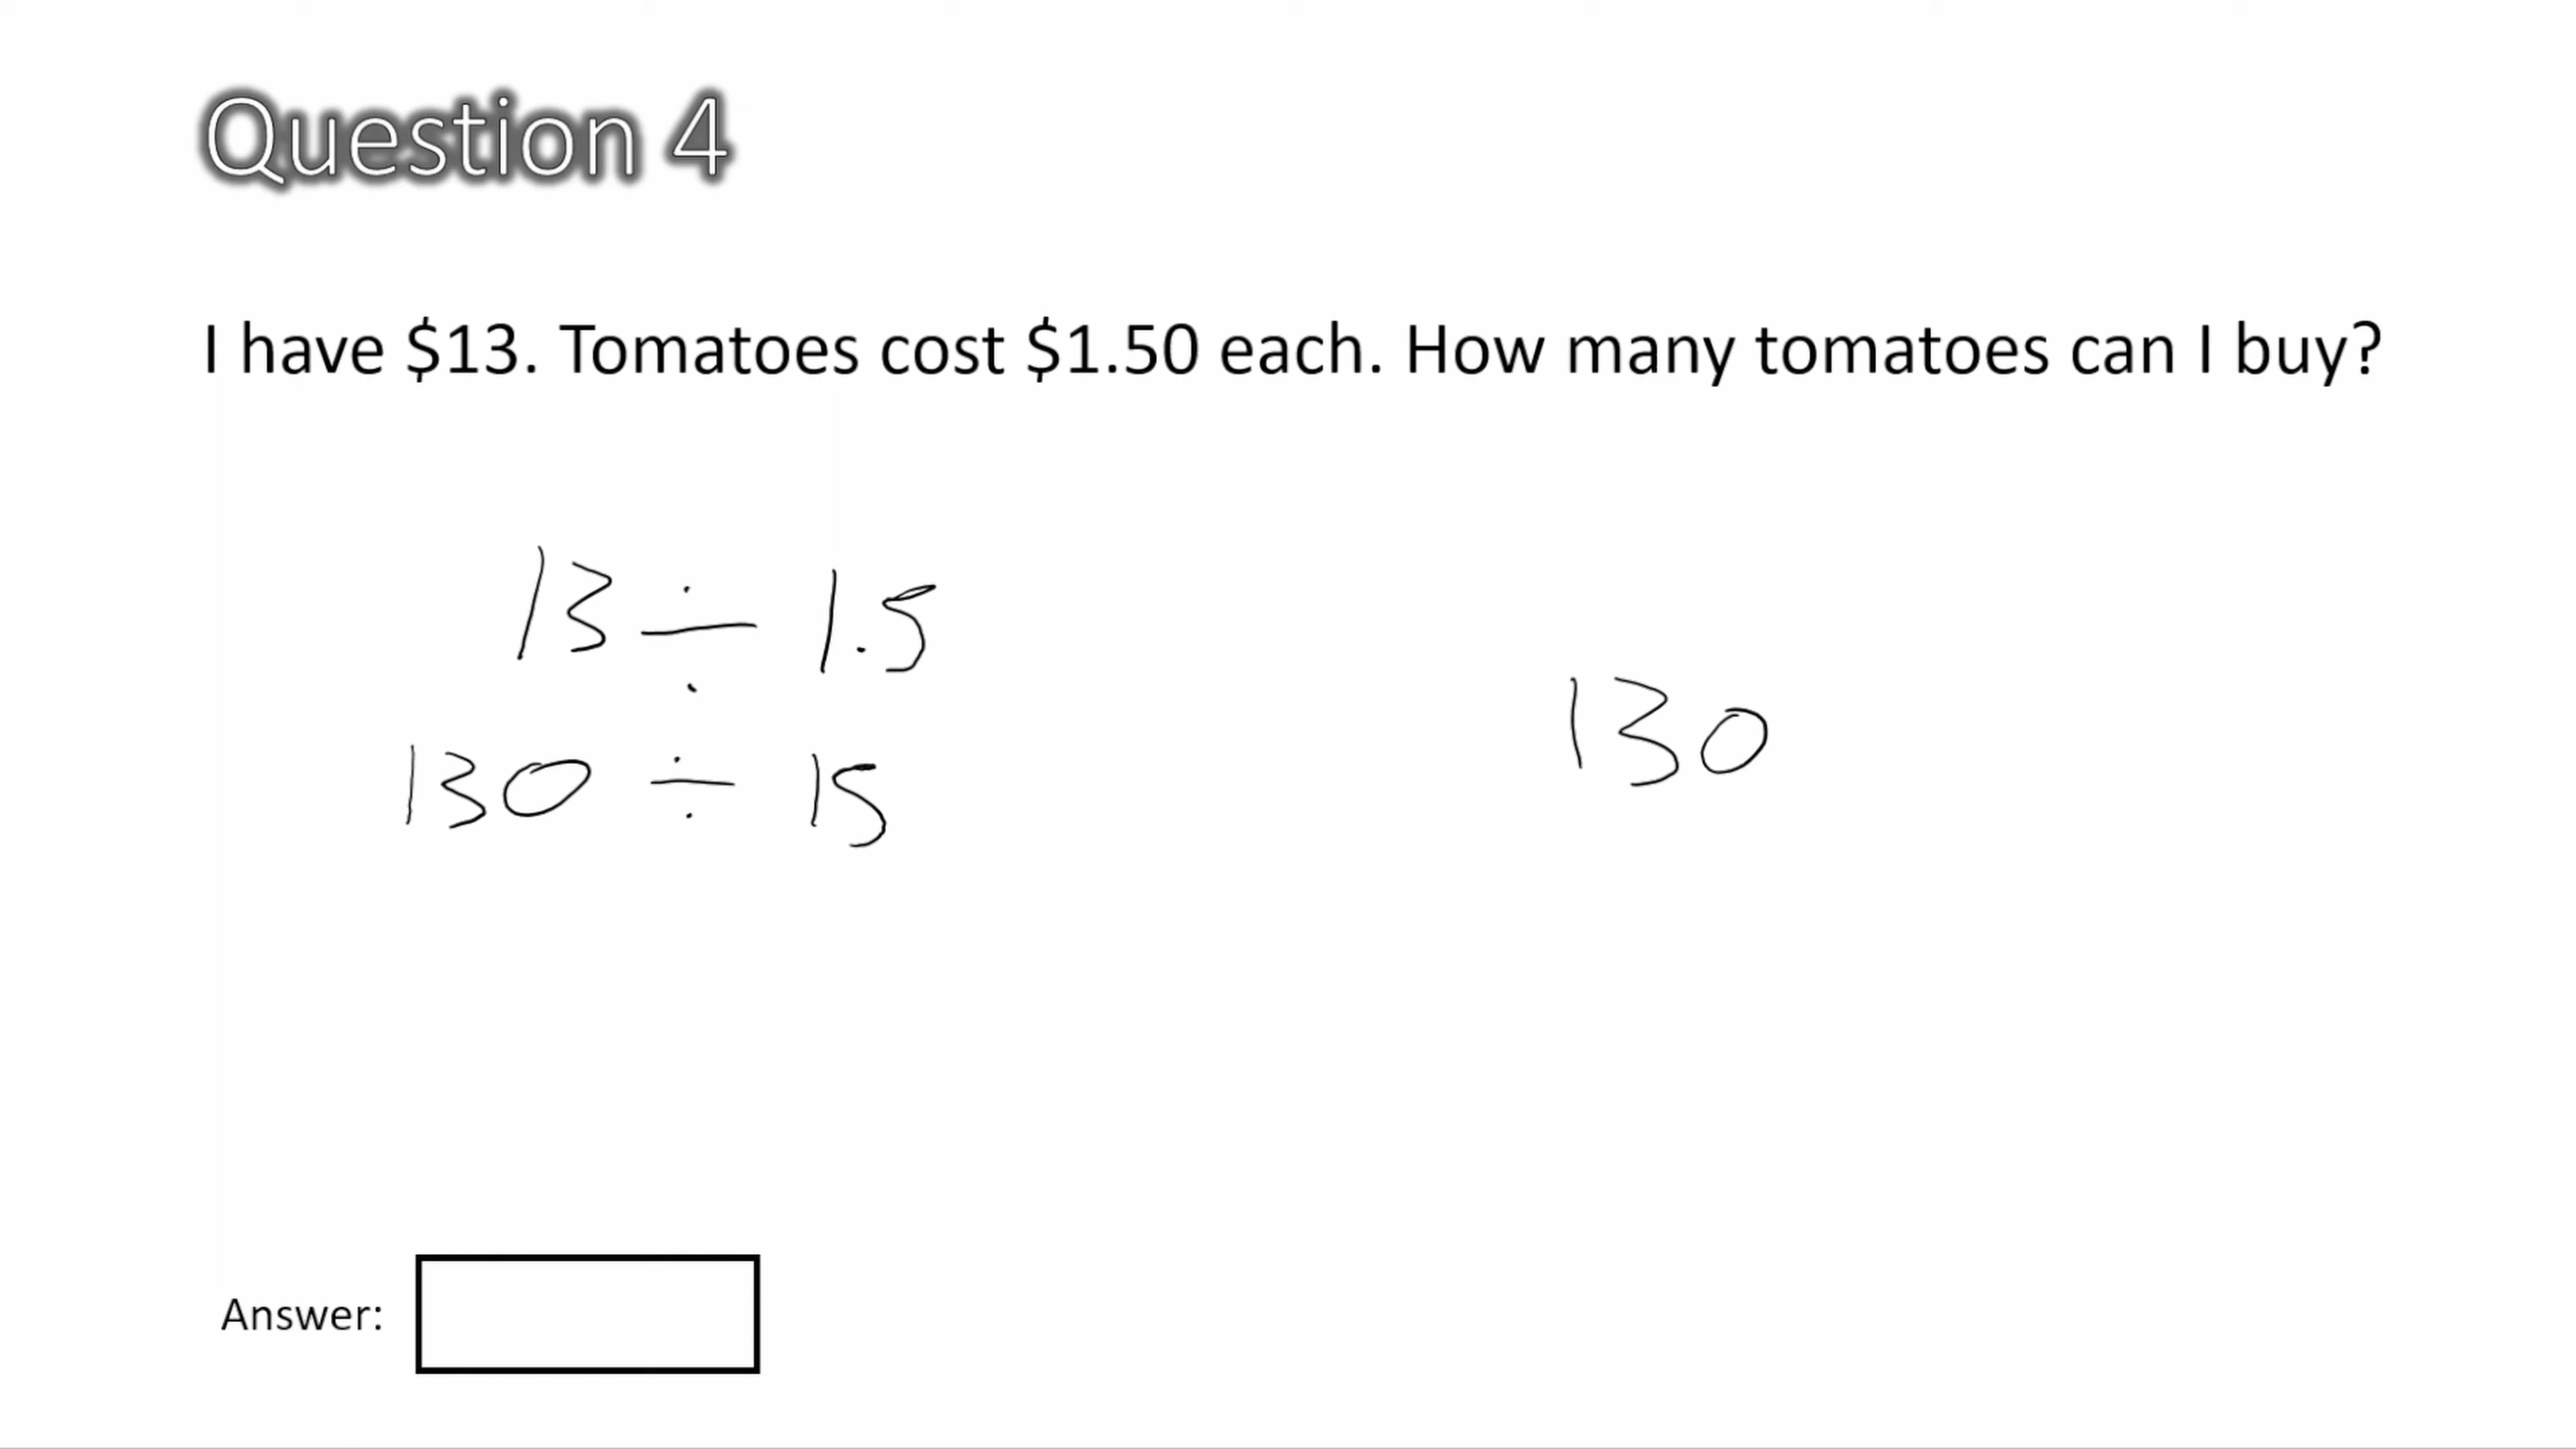 Question 4
I have $13. Tomatoes cost $1.50 each. How many tomatoes can I buy?
13 ÷ 1.5
130 ÷ 15
130
Answer: